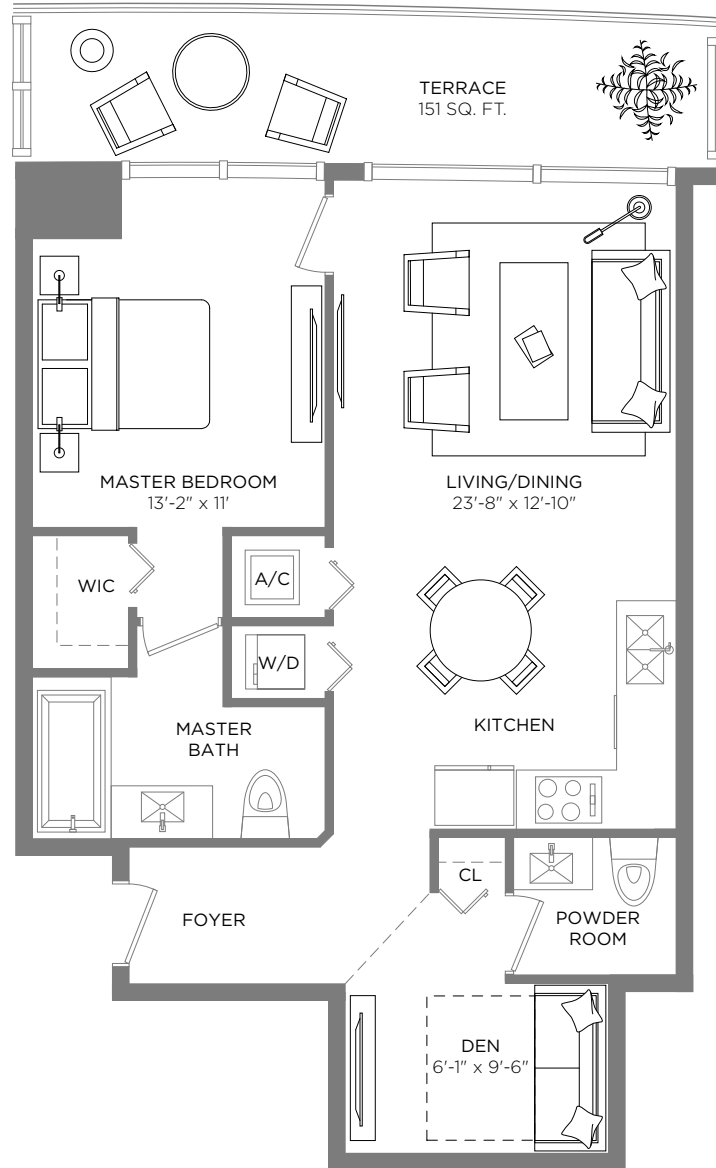 TERRACE
151 SQ. FT.
MASTER BEDROOM
13'-2" x 11'
LIVING/DINING
23'-8" x 12'-10"
WIC
A/C
W/D
MASTER
BATH
KITCHEN
CL
FOYER
POWDER
ROOM
DEN
6'-1" x 9'-6"